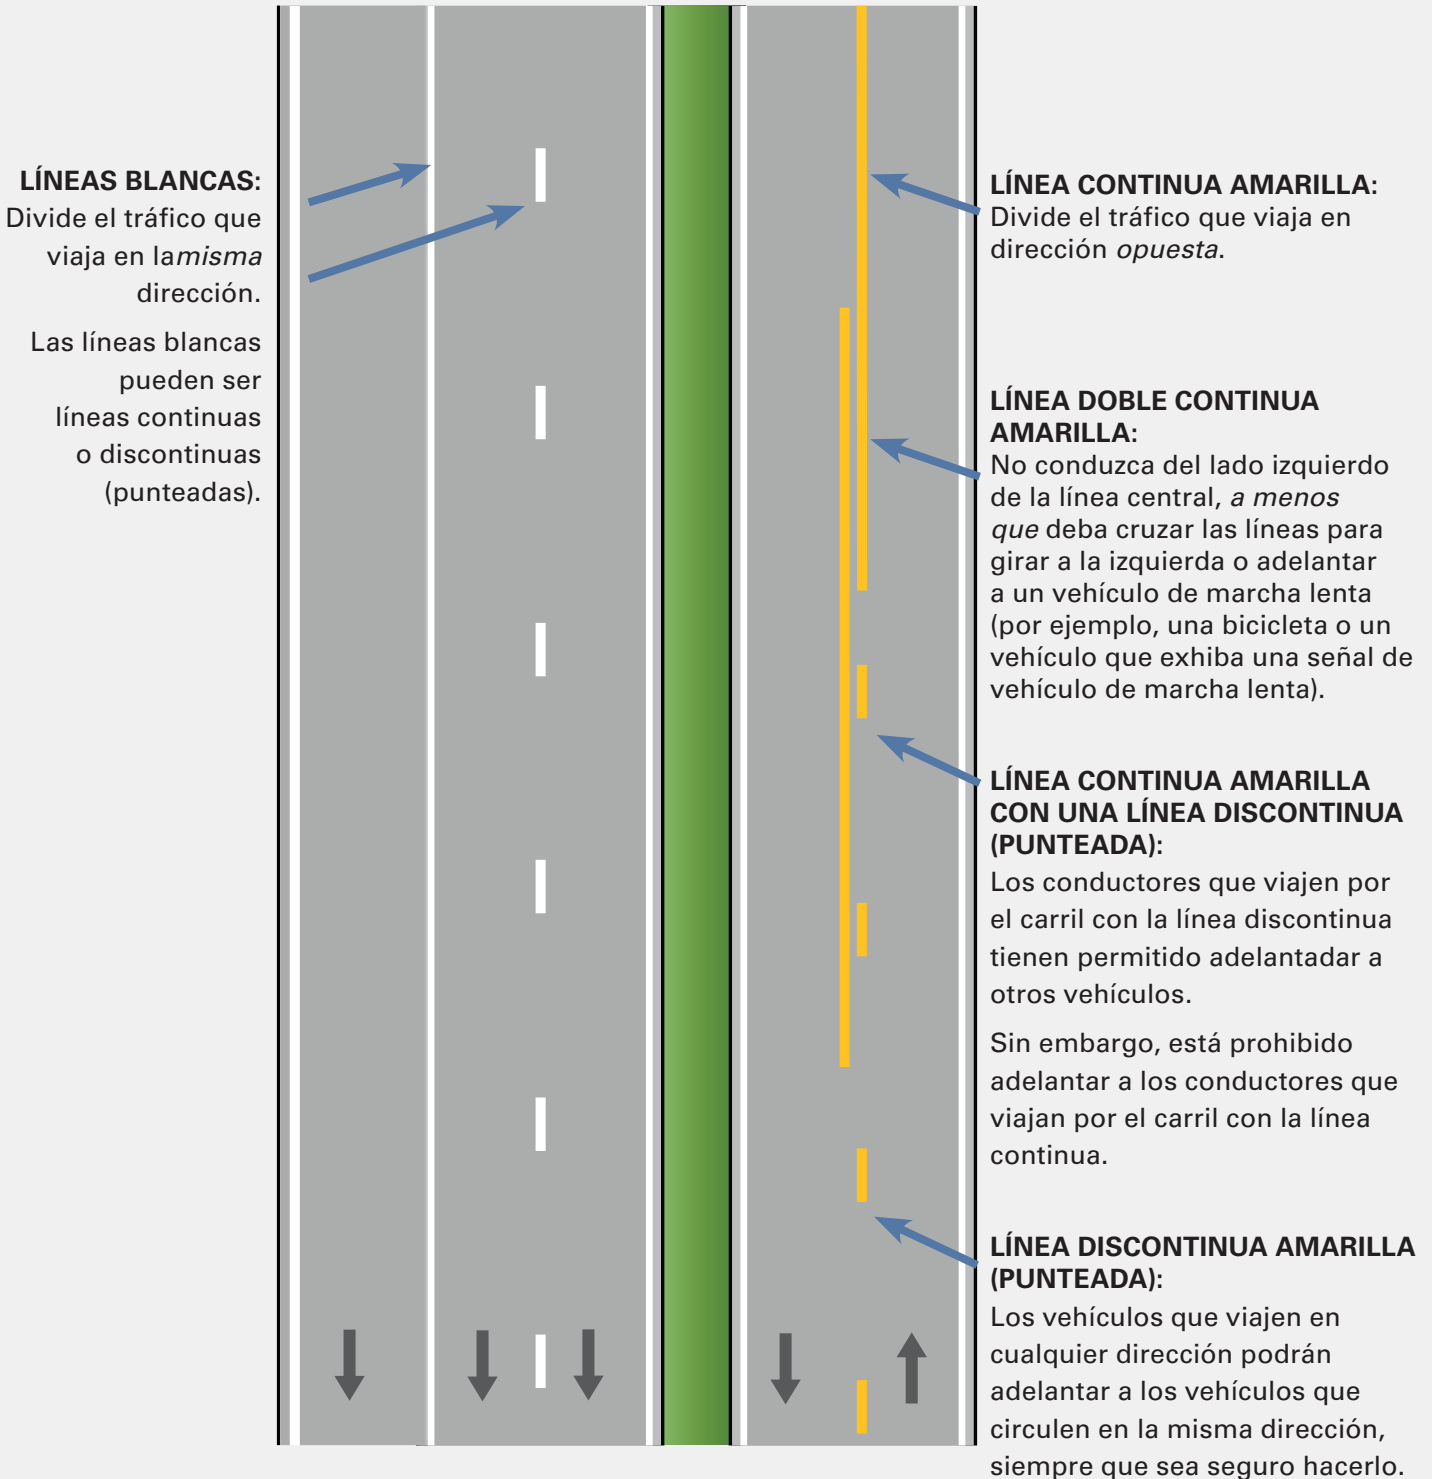 LÍNEAS BLANCAS:
Divide el tráfico que
viaja en lamisma
dirección.
Las líneas blancas
pueden ser
líneas continuas
o discontinuas
(punteadas).
LÍNEA CONTINUA AMARILLA:
Divide el tráfico que viaja en
dirección opuesta.
LÍNEA DOBLE CONTINUA
AMARILLA:
No conduzca del lado izquierdo
de la línea central, a menos
que deba cruzar las líneas para
girar a la izquierda o adelantar
a un vehículo de marcha lenta
(por ejemplo, una bicicleta o un
vehículo que exhiba una señal de
vehículo de marcha lenta).
LÍNEA CONTINUA AMARILLA
CON UNA LÍNEA DISCONTINUA
(PUNTEADA):
Los conductores que viajen por
el carril con la línea discontinua
tienen permitido adelantadar a
otros vehículos.
Sin embargo, está prohibido
adelantar a los conductores que
viajan por el carril con la línea
continua.
LÍNEA DISCONTINUA AMARILLA
(PUNTEADA):
Los vehículos que viajen en
cualquier dirección podrán
adelantar a los vehículos que
circulen en la misma dirección,
siempre que sea seguro hacerlo.